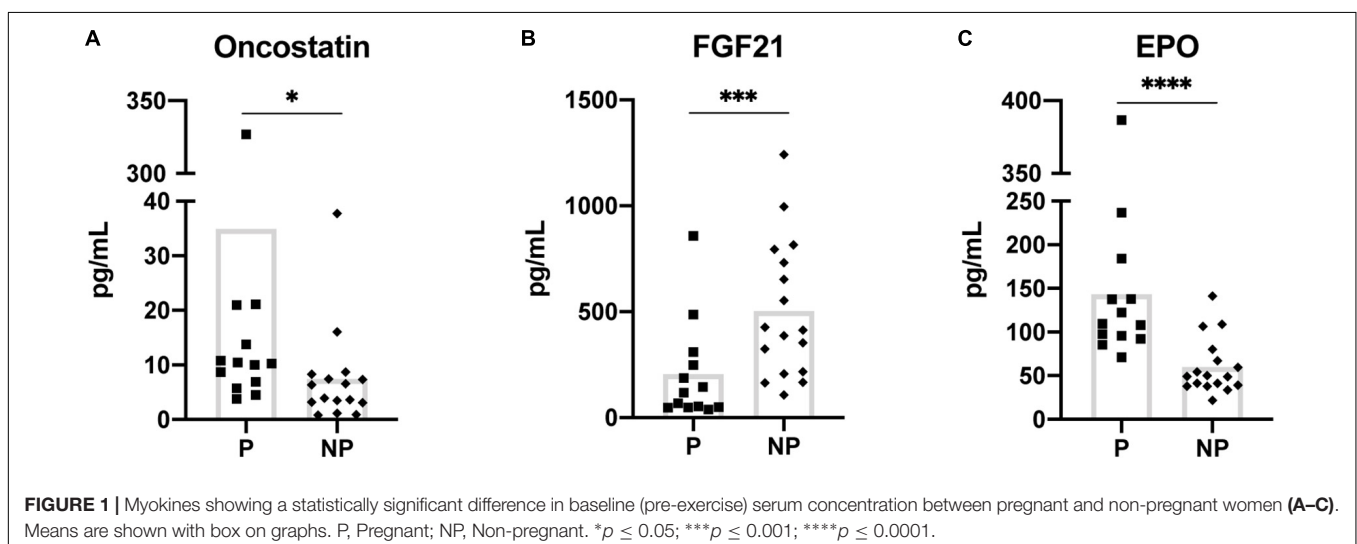 A Oncostatin
*
350
300
40
30
20
10
0
pg/mL
P NP
B FGF21
***
1500
1000
500
0
pg/mL
P NP
C EPO
****
400
350
250
200
150
100
50
0
pg/mL
P NP
FIGURE 1 | Myokines showing a statistically significant difference in baseline (pre-exercise) serum concentration between pregnant and non-pregnant women (A–C).
Means are shown with box on graphs. P, Pregnant; NP, Non-pregnant. *p ≤ 0.05; ***p ≤ 0.001; ****p ≤ 0.0001.